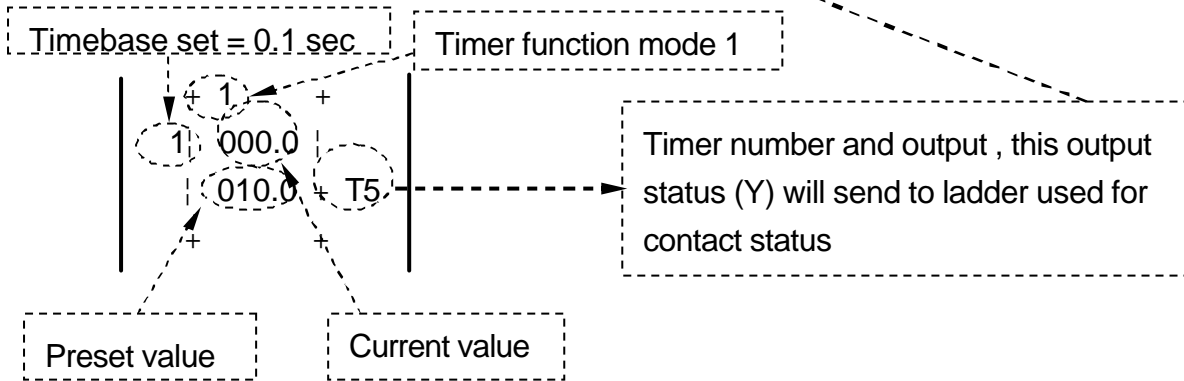 Timebase set = 0.1 sec
Timer function mode 1
+ 1 +
1| 000.0 |
| 010.0 + T5
+ +
Timer number and output , this output
status (Y) will send to ladder used for
contact status
Preset value
Current value